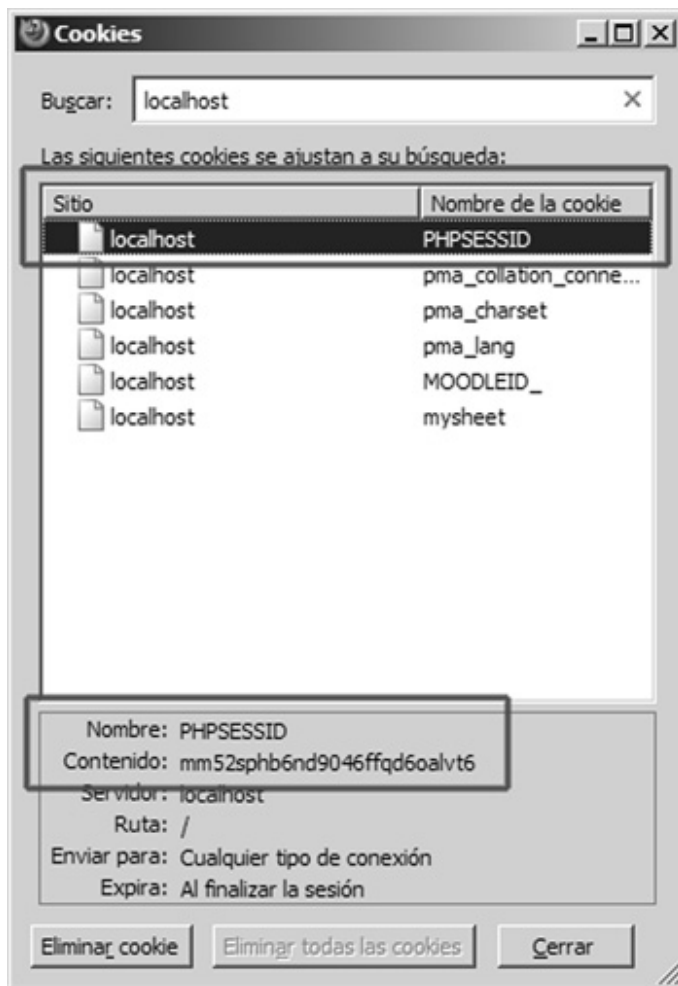 Cookies
Buscar: localhost
Las siguientes cookies se ajustan a su búsqueda:
Sitio Nombre de la cookie
localhost PHPSESSID
localhost pma_collation_conne...
localhost pma_charset
localhost pma_lang
localhost MOODLEID_
localhost mysheet
Nombre: PHPSESSID
Contenido: mm52sphb6nd9046ffqd6oalvt6
Servidor: localhost
Ruta: /
Enviar para: Cualquier tipo de conexión
Expira: Al finalizar la sesión
Eliminar cookie Eliminar todas las cookies Cerrar